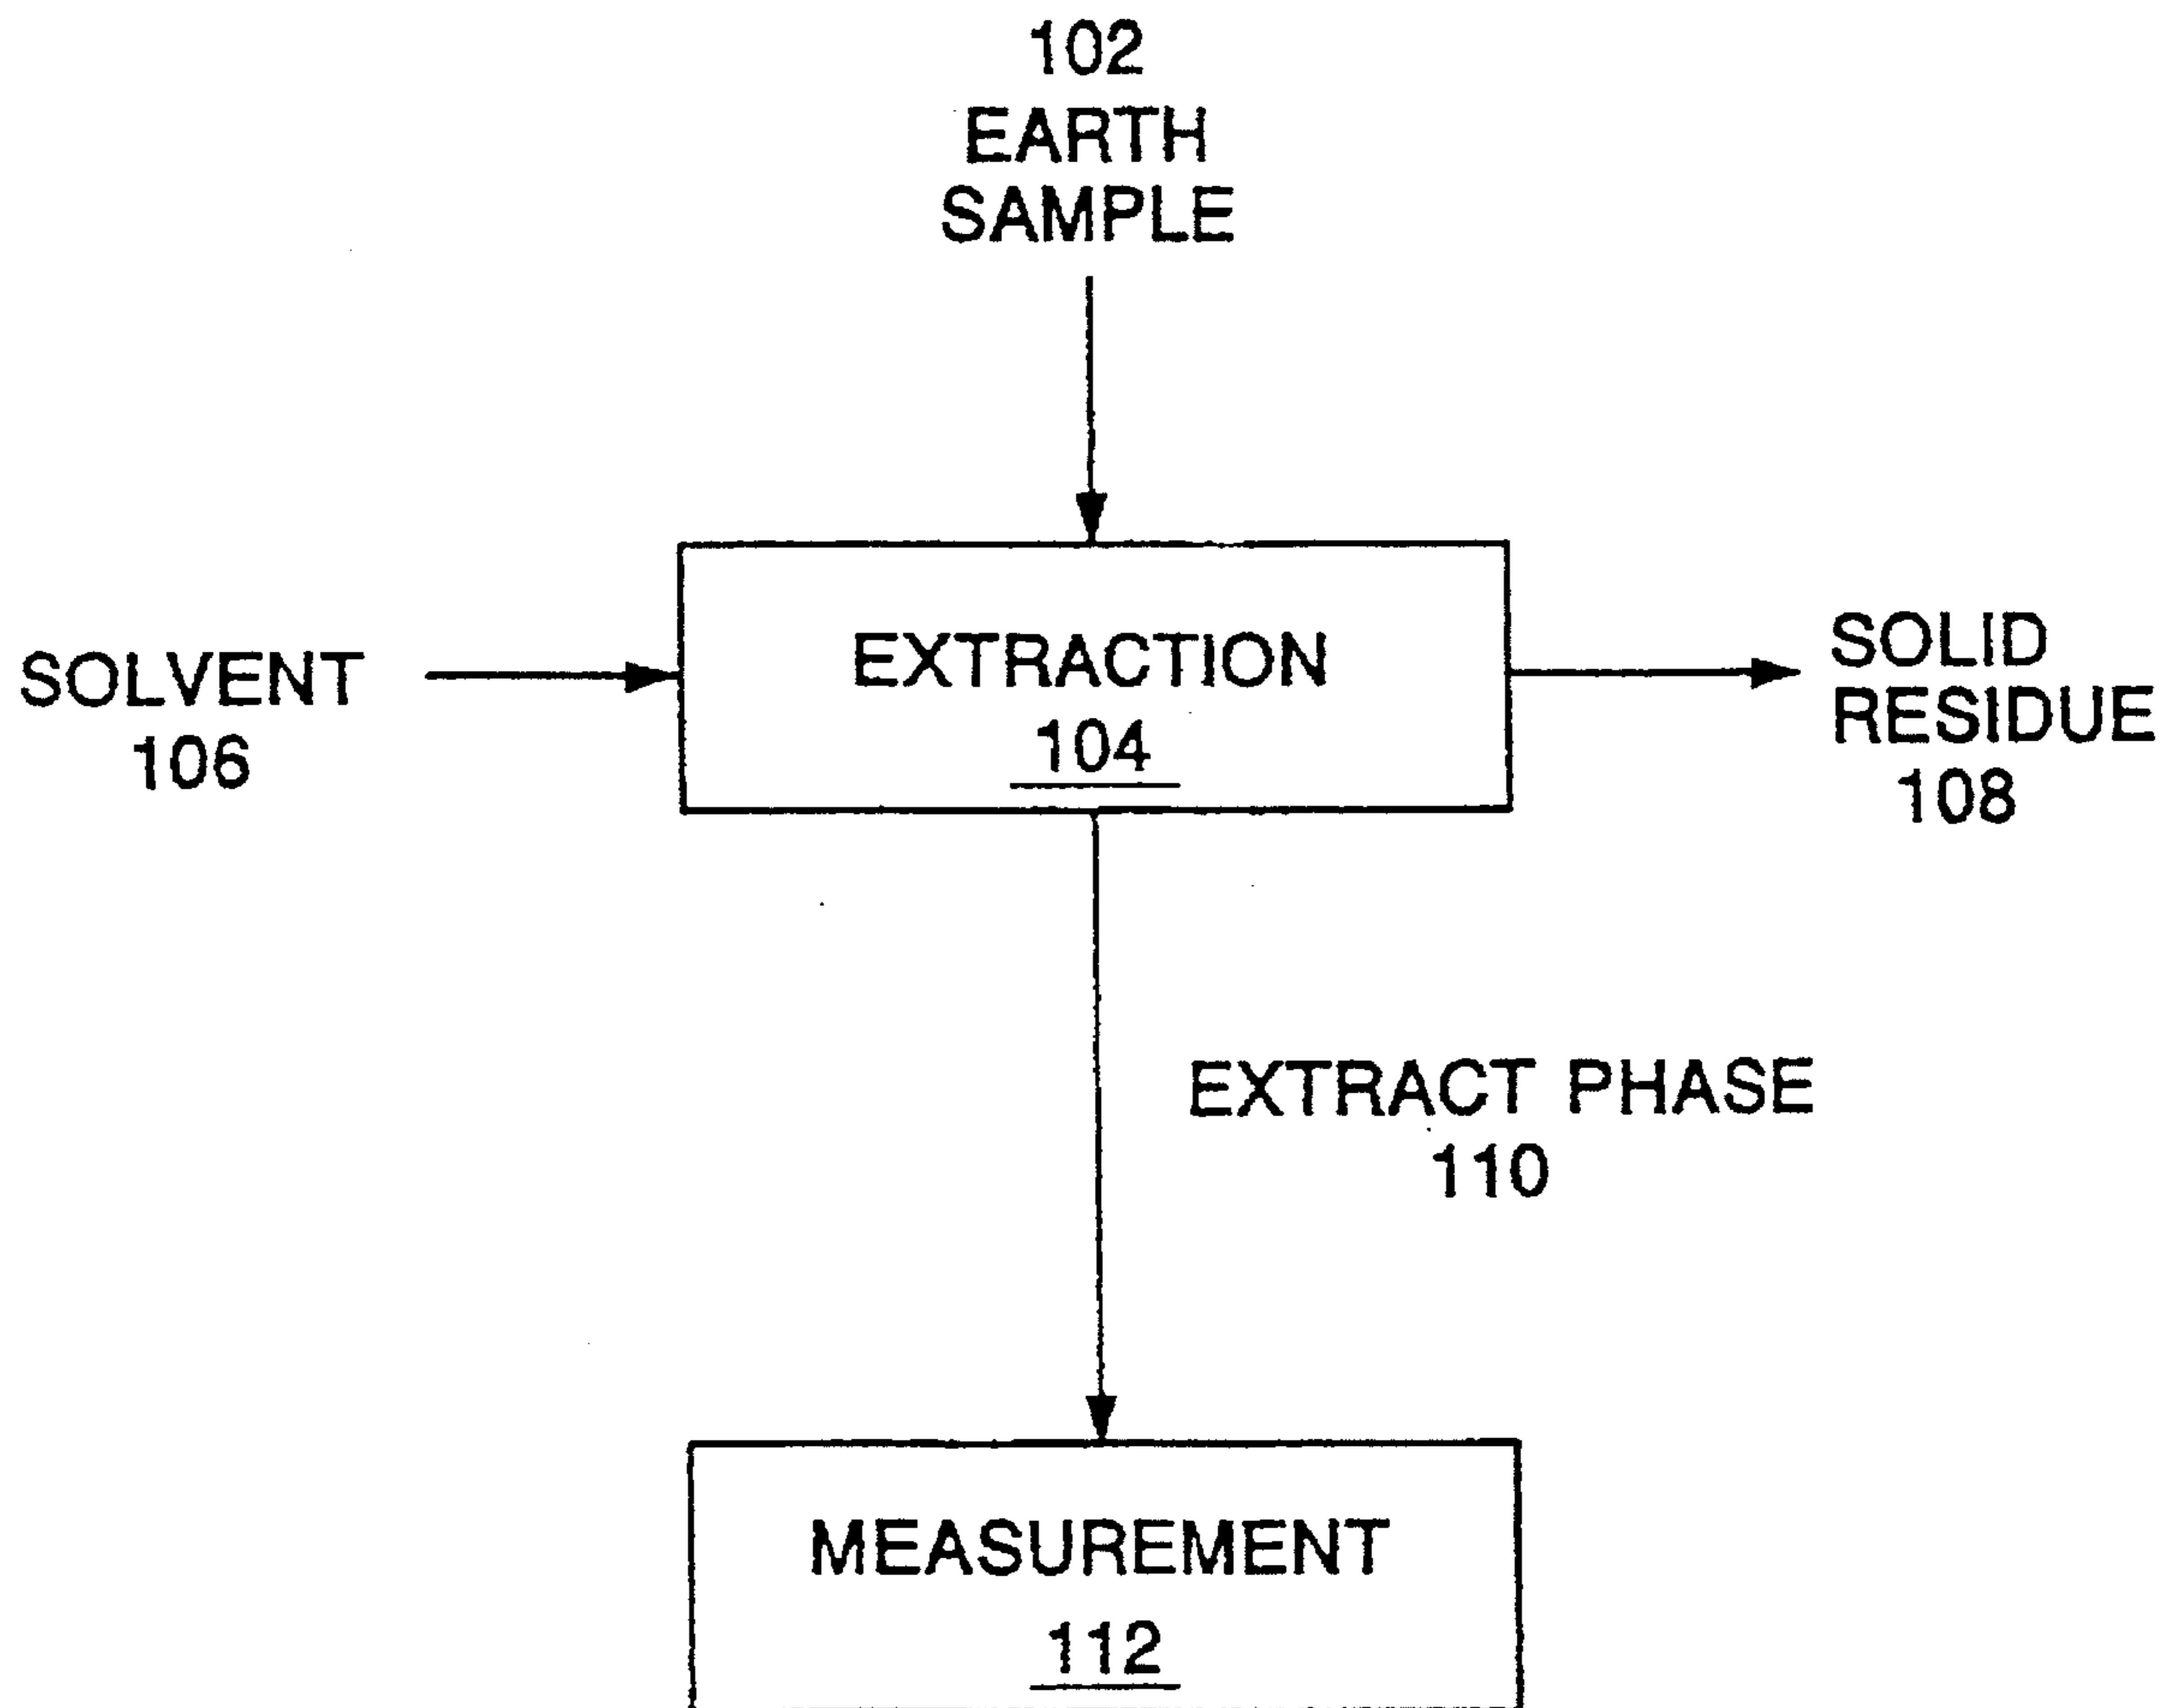 102
EARTH
SAMPLE
SOLVENT
106
EXTRACTION
104
SOLID
RESIDUE
108
EXTRACT PHASE
110
MEASUREMENT
112